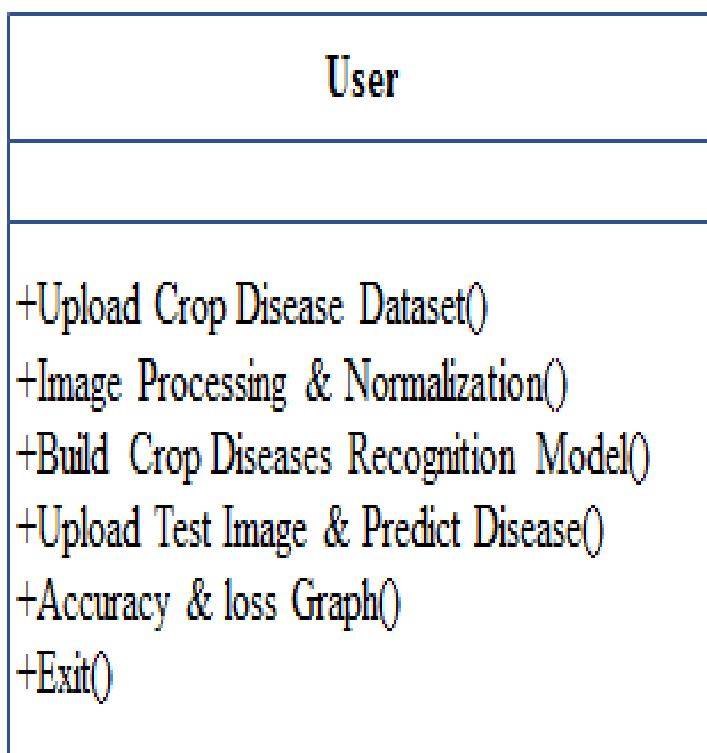 User
+Upload Crop Disease Dataset()
+Image Processing & Normalization()
+Build Crop Diseases Recognition Model()
+Upload Test Image & Predict Disease()
+Accuracy & loss Graph()
+Exit()